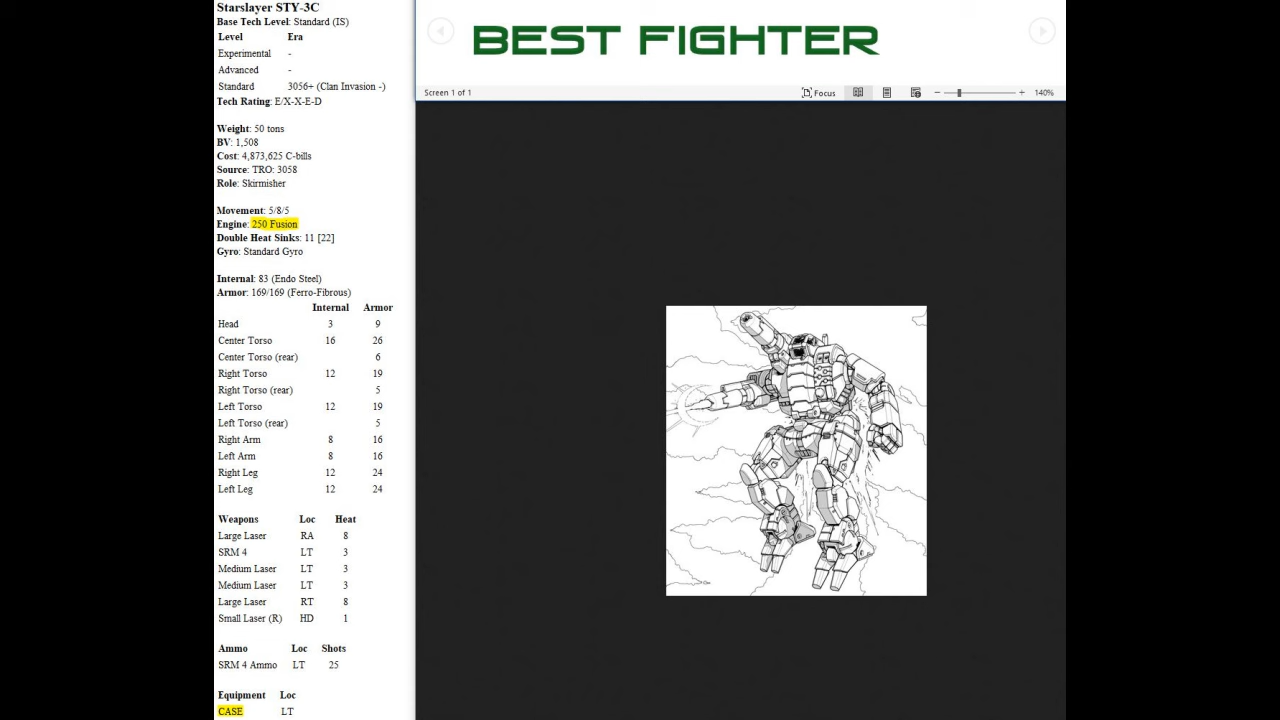 Starslayer STY-3C
Base Tech Level: Standard (IS)
Level Era
Experimental -
Advanced -
Standard 3056+ (Clan Invasion -)
Tech Rating: E/X-X-E-D
Weight: 50 tons
BV: 1,508
Cost: 4,873,625 C-bills
Source: TRO: 3058
Role: Skirmisher
Movement: 5/8/5
Engine: 250 Fusion
Double Heat Sinks: 11 [22]
Gyro: Standard Gyro
Internal: 83 (Endo Steel)
Armor: 169/169 (Ferro-Fibrous)
Internal Armor
Head 3 9
Center Torso 16 26
Center Torso (rear) 6
Right Torso 12 19
Right Torso (rear) 5
Left Torso 12 19
Left Torso (rear) 5
Right Arm 8 16
Left Arm 8 16
Right Leg 12 24
Left Leg 12 24
Weapons Loc Heat
Large Laser RA 8
SRM 4 LT 3
Medium Laser LT 3
Medium Laser LT 3
Large Laser RT 8
Small Laser (R) HD 1
Ammo Loc Shots
SRM 4 Ammo LT 25
Equipment Loc
CASE LT
BEST FIGHTER
Screen 1 of 1
Focus
140%